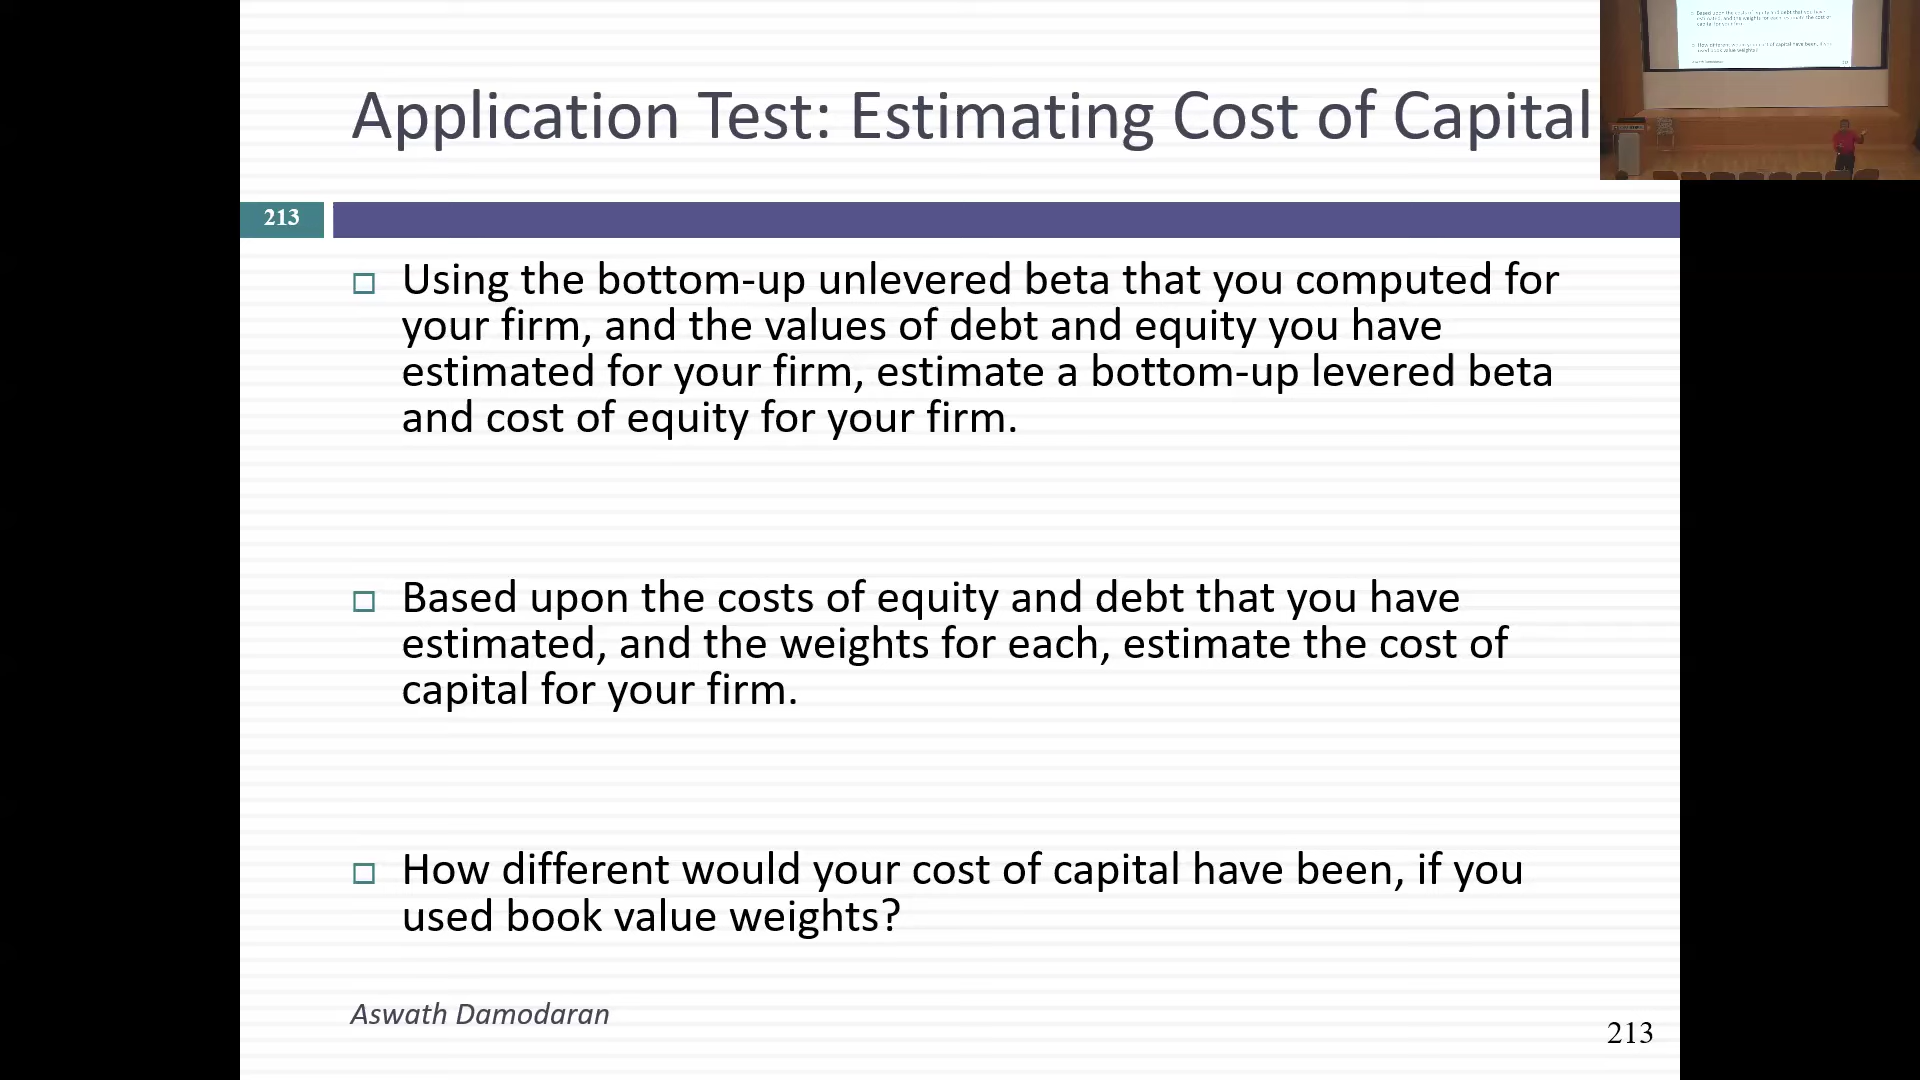 Application Test: Estimating Cost of Capital
213
Using the bottom-up unlevered beta that you computed for
your firm, and the values of debt and equity you have
estimated for your firm, estimate a bottom-up levered beta
and cost of equity for your firm.
Based upon the costs of equity and debt that you have
estimated, and the weights for each, estimate the cost of
capital for your firm.
How different would your cost of capital have been, if you
used book value weights?
Aswath Damodaran
213